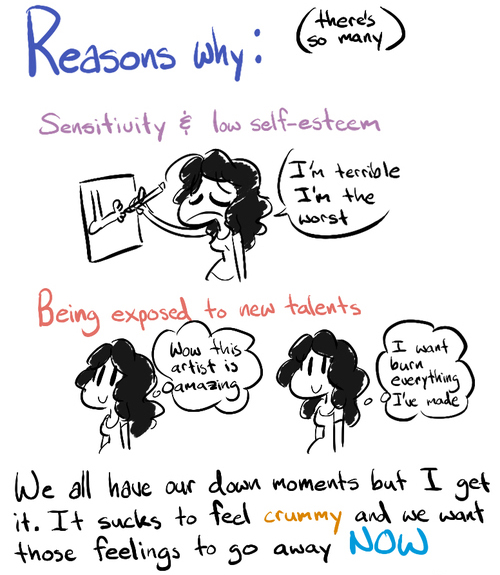 Reasons why:
(there's
so many)
Sensitivity & low self-esteem
I'm terrible
I'm the
worst
Being exposed to new talents
Wow this
artist is
amazing
I want
burn
everything
I've made
We all have our down moments but I get
it. It sucks to feel crummy and we want
those feelings to go away NOW